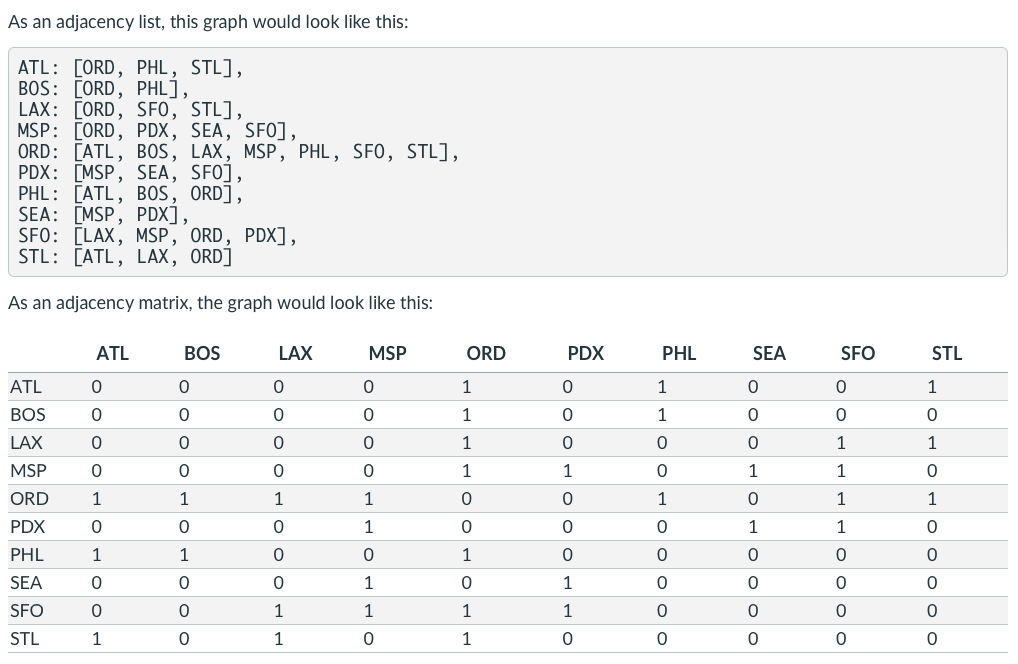 As an adjacency list, this graph would look like this:
ATL: [ORD, PHL, STL],
BOS: [ORD, PHL],
LAX: [ORD, SFO, STL],
MSP: [ORD, PDX, SEA, SFO],
ORD: [ATL, BOS, LAX, MSP, PHL, SFO, STL],
PDX: [MSP, SEA, SFO],
PHL: [ATL, BOS, ORD],
SEA: [MSP, PDX],
SFO: [LAX, MSP, ORD, PDX],
STL: [ATL, LAX, ORD]
As an adjacency matrix, the graph would look like this:
ATL BOS LAX MSP ORD PDX PHL SEA SFO STL
ATL 0 0 0 0 1 0 1 0 0 1
BOS 0 0 0 0 1 0 1 0 0 0
LAX 0 0 0 0 1 0 0 0 1 1
MSP 0 0 0 0 1 1 0 1 1 0
ORD 1 1 1 1 0 0 1 0 1 1
PDX 0 0 0 1 0 0 0 1 1 0
PHL 1 1 0 0 1 0 0 0 0 0
SEA 0 0 0 1 0 1 0 0 0 0
SFO 0 0 1 1 1 1 0 0 0 0
STL 1 0 1 0 1 0 0 0 0 0